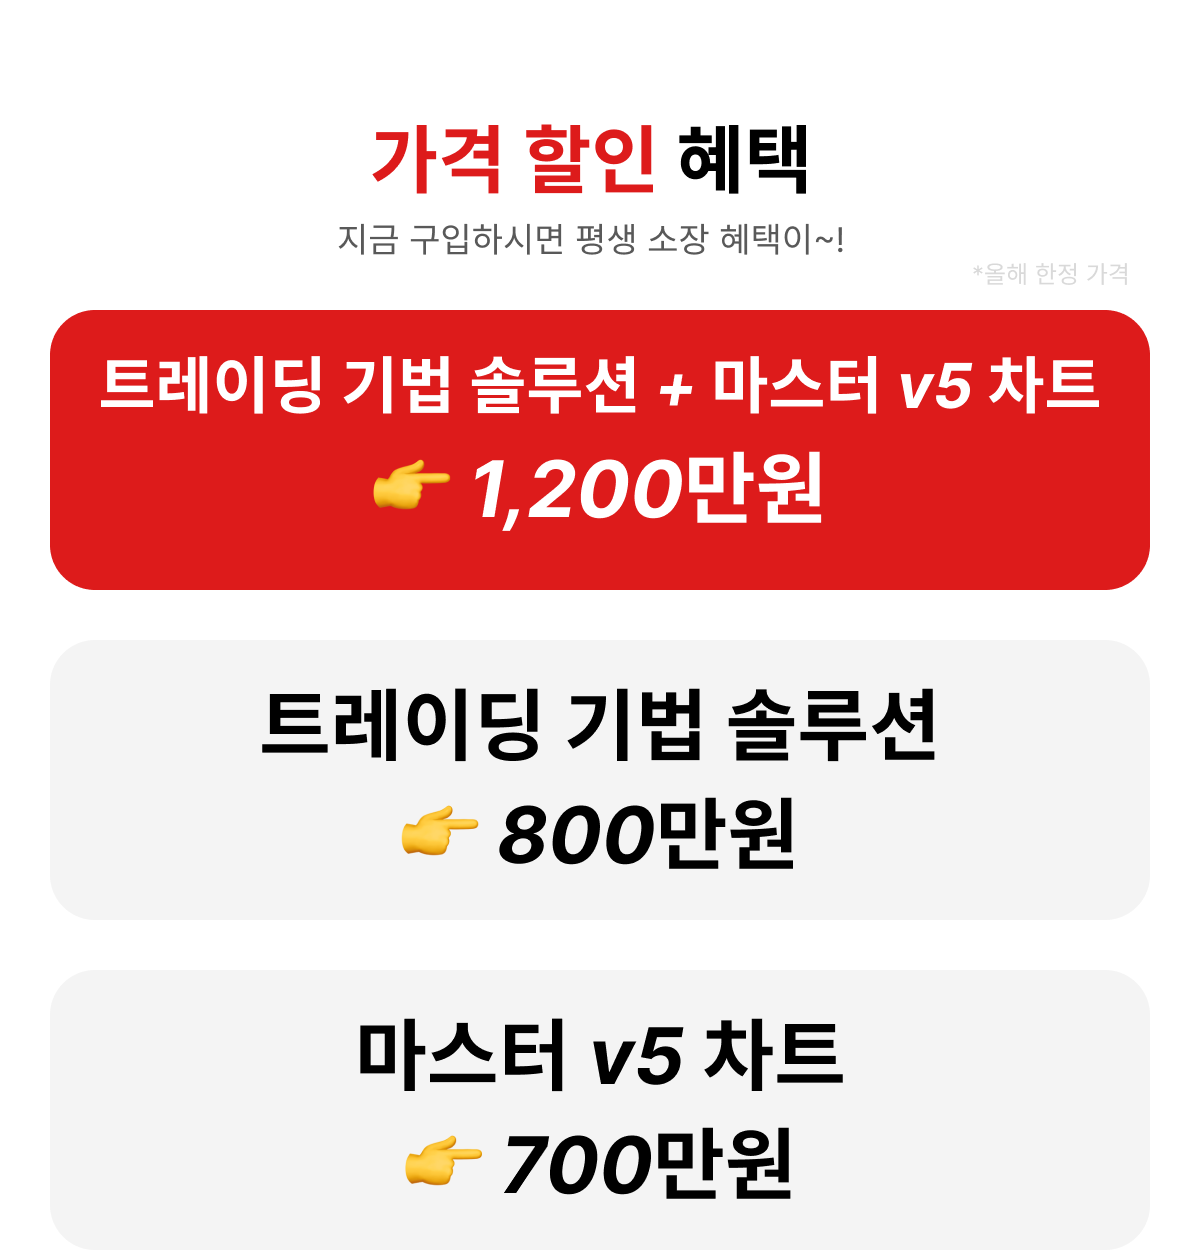 가격 할인 혜택
지금 구입하시면 평생 소장 혜택이~!
*올해 한정 가격
트레이딩 기법 솔루션 + 마스터 v5 차트
👉 1,200만원
트레이딩 기법 솔루션
👉 800만원
마스터 v5 차트
👉 700만원